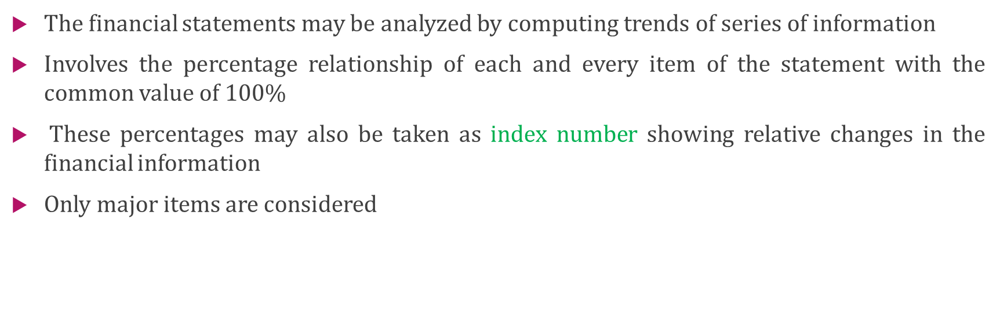 The financial statements may be analyzed by computing trends of series of information
Involves the percentage relationship of each and every item of the statement with the
common value of 100%
These percentages may also be taken as index number showing relative changes in the
financial information
Only major items are considered